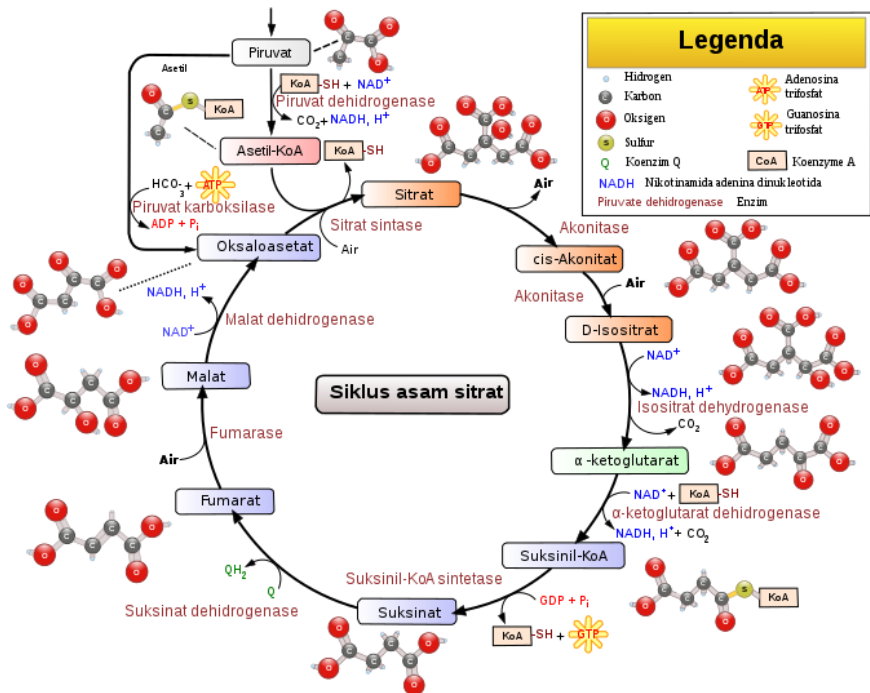 Piruvat
Asetil
KoA-SH + NAD⁺
Piruvat dehidrogenase
CO₂+NADH, H⁺
S
KoA
Asetil-KoA
KoA-SH
HCO₃⁻+ ATP
Piruvat karboksilase
ADP + Pᵢ
Sitrat
Sitrat sintase
Air
Air
Oksaloasetat
Akonitase
cis-Akonitat
Akonitase
Air
D-Isositrat
NAD⁺
NADH, H⁺
Isositrat dehydrogenase
CO₂
α-ketoglutarat
NAD⁺+ KoA-SH
α-ketoglutarat dehidrogenase
NADH, H⁺+ CO₂
Suksinil-KoA
S
KoA
Suksinil-KoA sintetase
GDP + Pᵢ
KoA-SH + GTP
Suksinat
QH₂
Q
Suksinat dehidrogenase
Fumarat
Air
Fumarase
Malat
NADH, H⁺
NAD⁺
Malat dehidrogenase
Siklus asam sitrat
Legenda
Hidrogen
C Karbon
O Oksigen
S Sulfur
Q Koenzim Q
ATP Adenosina
trifosfat
GTP Guanosina
trifosfat
CoA Koenzyme A
NADH Nikotinamida adenina dinukleotida
Piruvate dehidrogenase Enzim